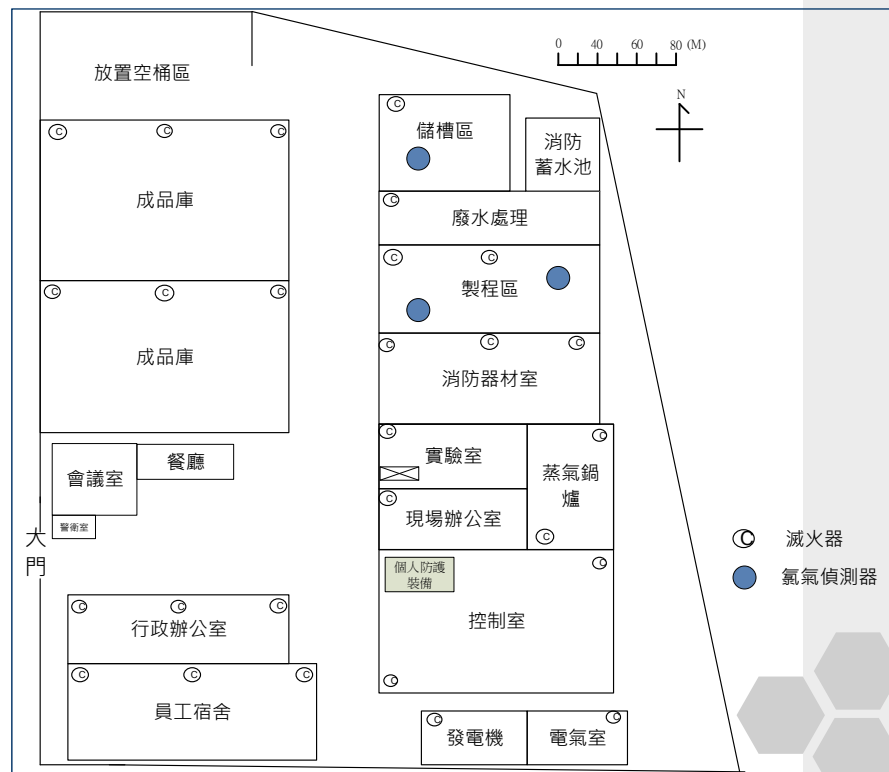 0 40 60 80 (M)
N
放置空桶區
C
儲槽區
消防
蓄水池
C C C
成品庫
C
廢水處理
C C
製程區
C C C
成品庫
C C C
消防器材室
C
實驗室
C
蒸氣鍋
爐
餐廳
會議室
C
現場辦公室
C
警衛室
大
門
C
滅火器
個人防護
裝備
C
氯氣偵測器
控制室
C C C
行政辦公室
C C C
員工宿舍
C
C
發電機
C
電氣室